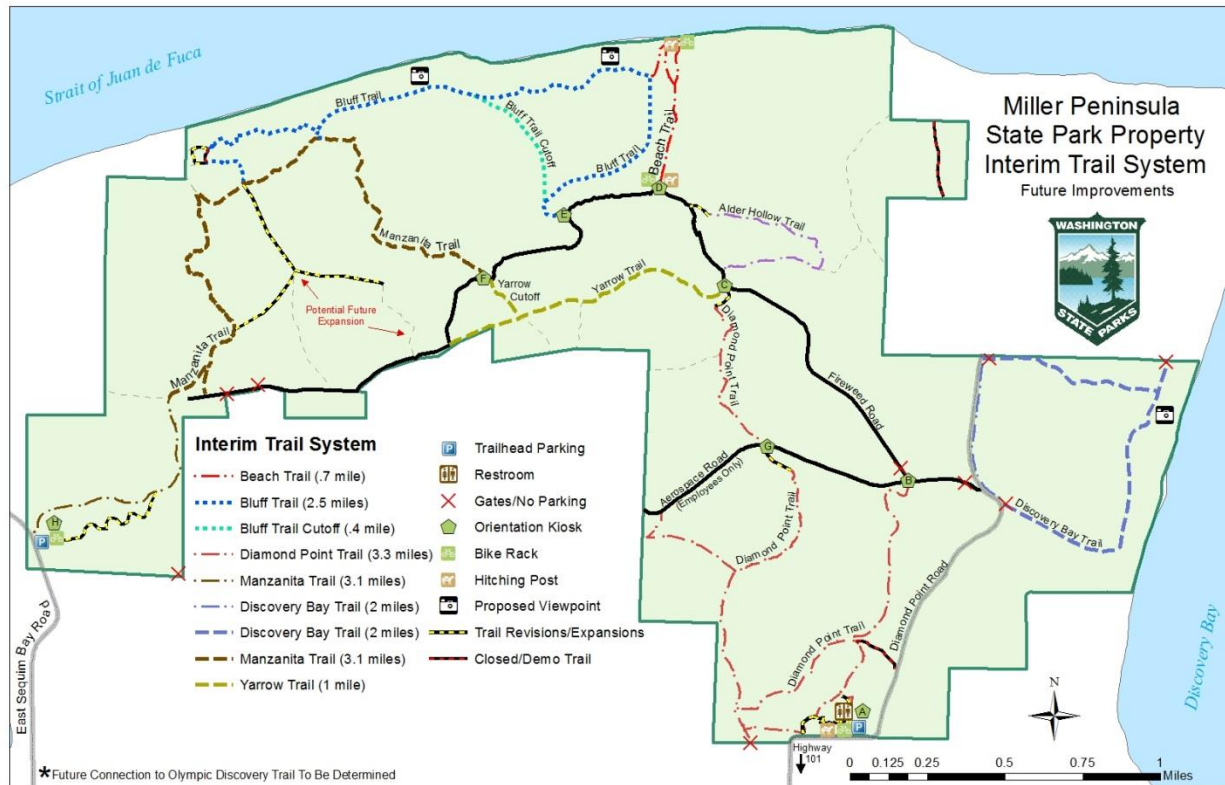 Strait of Juan de Fuca
Miller Peninsula
State Park Property
Interim Trail System
Future Improvements
WASHINGTON
STATE PARKS
Bluff Trail
Bluff Trail Cutoff
Bluff Trail
Beach Trail
D
E
Alder Hollow Trail
Manzanita Trail
F
Yarrow
Cutoff
Yarrow Trail
C
Potential Future
Expansion
Manzanita Trail
Diamond Point Trail
Fireweed Road
G
Aerospace Road
(Employees Only)
B
Diamond Point Trail
Discovery Bay Trail
Diamond Point Road
Diamond Point Trail
A
P
Highway
101
H
P
East Sequim Bay Road
Discovery Bay
Interim Trail System
Beach Trail (.7 mile)
Bluff Trail (2.5 miles)
Bluff Trail Cutoff (.4 mile)
Diamond Point Trail (3.3 miles)
Manzanita Trail (3.1 miles)
Discovery Bay Trail (2 miles)
Discovery Bay Trail (2 miles)
Manzanita Trail (3.1 miles)
Yarrow Trail (1 mile)
P Trailhead Parking
Restroom
Gates/No Parking
Orientation Kiosk
Bike Rack
Hitching Post
Proposed Viewpoint
Trail Revisions/Expansions
Closed/Demo Trail
N
0 0.125 0.25 0.5 0.75 1
Miles
*Future Connection to Olympic Discovery Trail To Be Determined